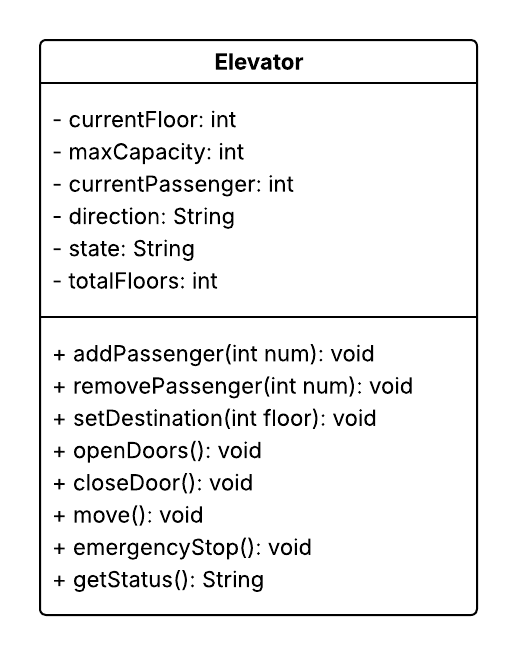 Elevator
- currentFloor: int
- maxCapacity: int
- currentPassenger: int
- direction: String
- state: String
- totalFloors: int
+ addPassenger(int num): void
+ removePassenger(int num): void
+ setDestination(int floor): void
+ openDoors(): void
+ closeDoor(): void
+ move(): void
+ emergencyStop(): void
+ getStatus(): String